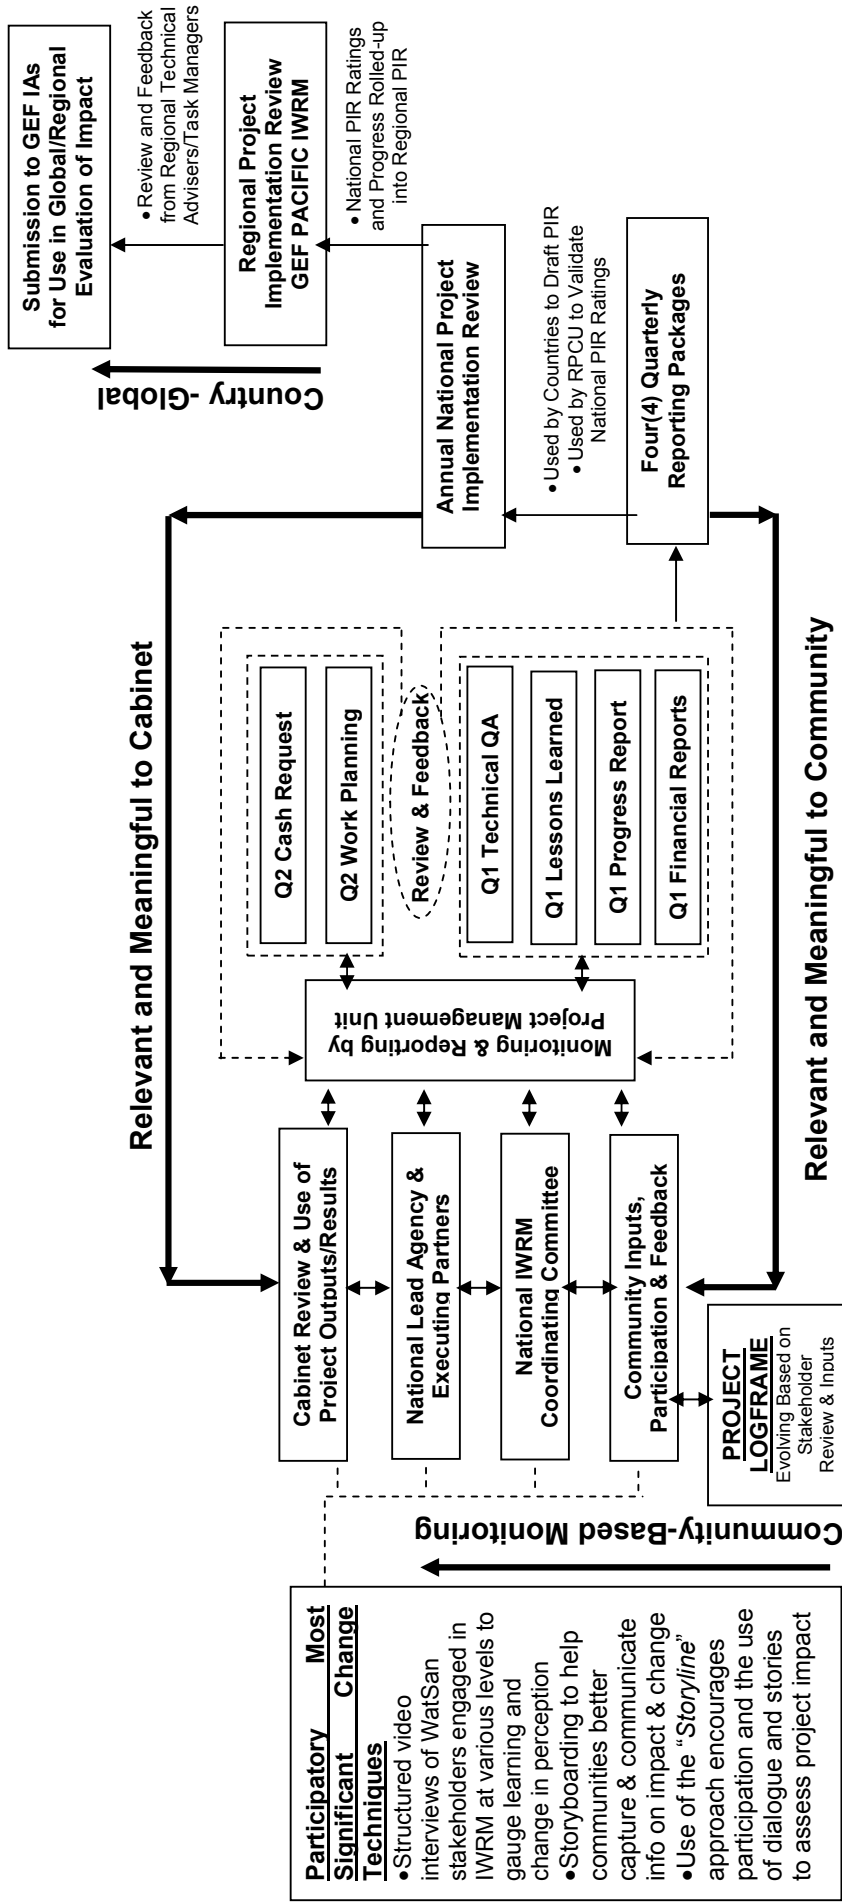 Participatory Most
Significant Change
Techniques
•Structured video
interviews of WatSan
stakeholders engaged in
IWRM at various levels to
gauge learning and
change in perception
•Storyboarding to help
communities better
capture & communicate
info on impact & change
•Use of the "Storyline"
approach encourages
participation and the use
of dialogue and stories
to assess project impact
Community-Based Monitoring
PROJECT
LOGFRAME
Evolving Based on
Stakeholder
Review & Inputs
Relevant and Meaningful to Cabinet
Cabinet Review & Use of
Project Outputs/Results
National Lead Agency &
Executing Partners
National IWRM
Coordinating Committee
Community Inputs,
Participation & Feedback
Monitoring & Reporting by
Project Management Unit
Q2 Cash Request
Q2 Work Planning
Review & Feedback
Q1 Technical QA
Q1 Lessons Learned
Q1 Progress Report
Q1 Financial Reports
Relevant and Meaningful to Community
Four(4) Quarterly
Reporting Packages
•Used by Countries to Draft PIR
•Used by RPCU to Validate
National PIR Ratings
Annual National Project
Implementation Review
•National PIR Ratings
and Progress Rolled-up
into Regional PIR
Country -Global
Regional Project
Implementation Review
GEF PACIFIC IWRM
•Review and Feedback
from Regional Technical
Advisers/Task Managers
Submission to GEF IAs
for Use in Global/Regional
Evaluation of Impact